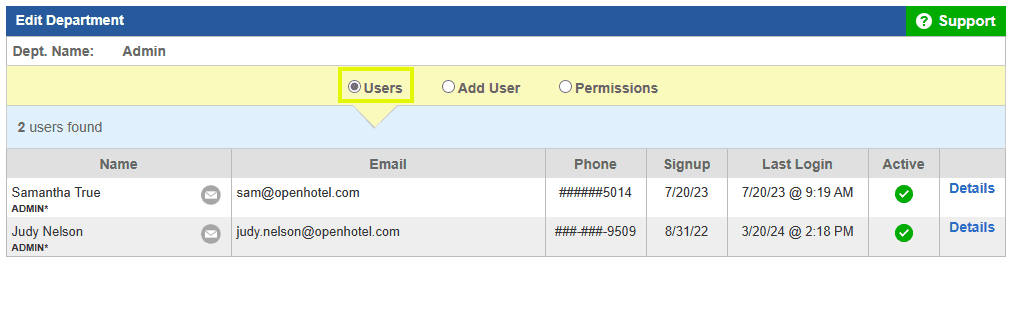 Edit Department
? Support
Dept. Name: Admin
Users Add User Permissions
2 users found
Name Email Phone Signup Last Login Active
Samantha True sam@openhotel.com ######5014 7/20/23 7/20/23 @ 9:19 AM Details
ADMIN*
Judy Nelson judy.nelson@openhotel.com ###-###-9509 8/31/22 3/20/24 @ 2:18 PM Details
ADMIN*